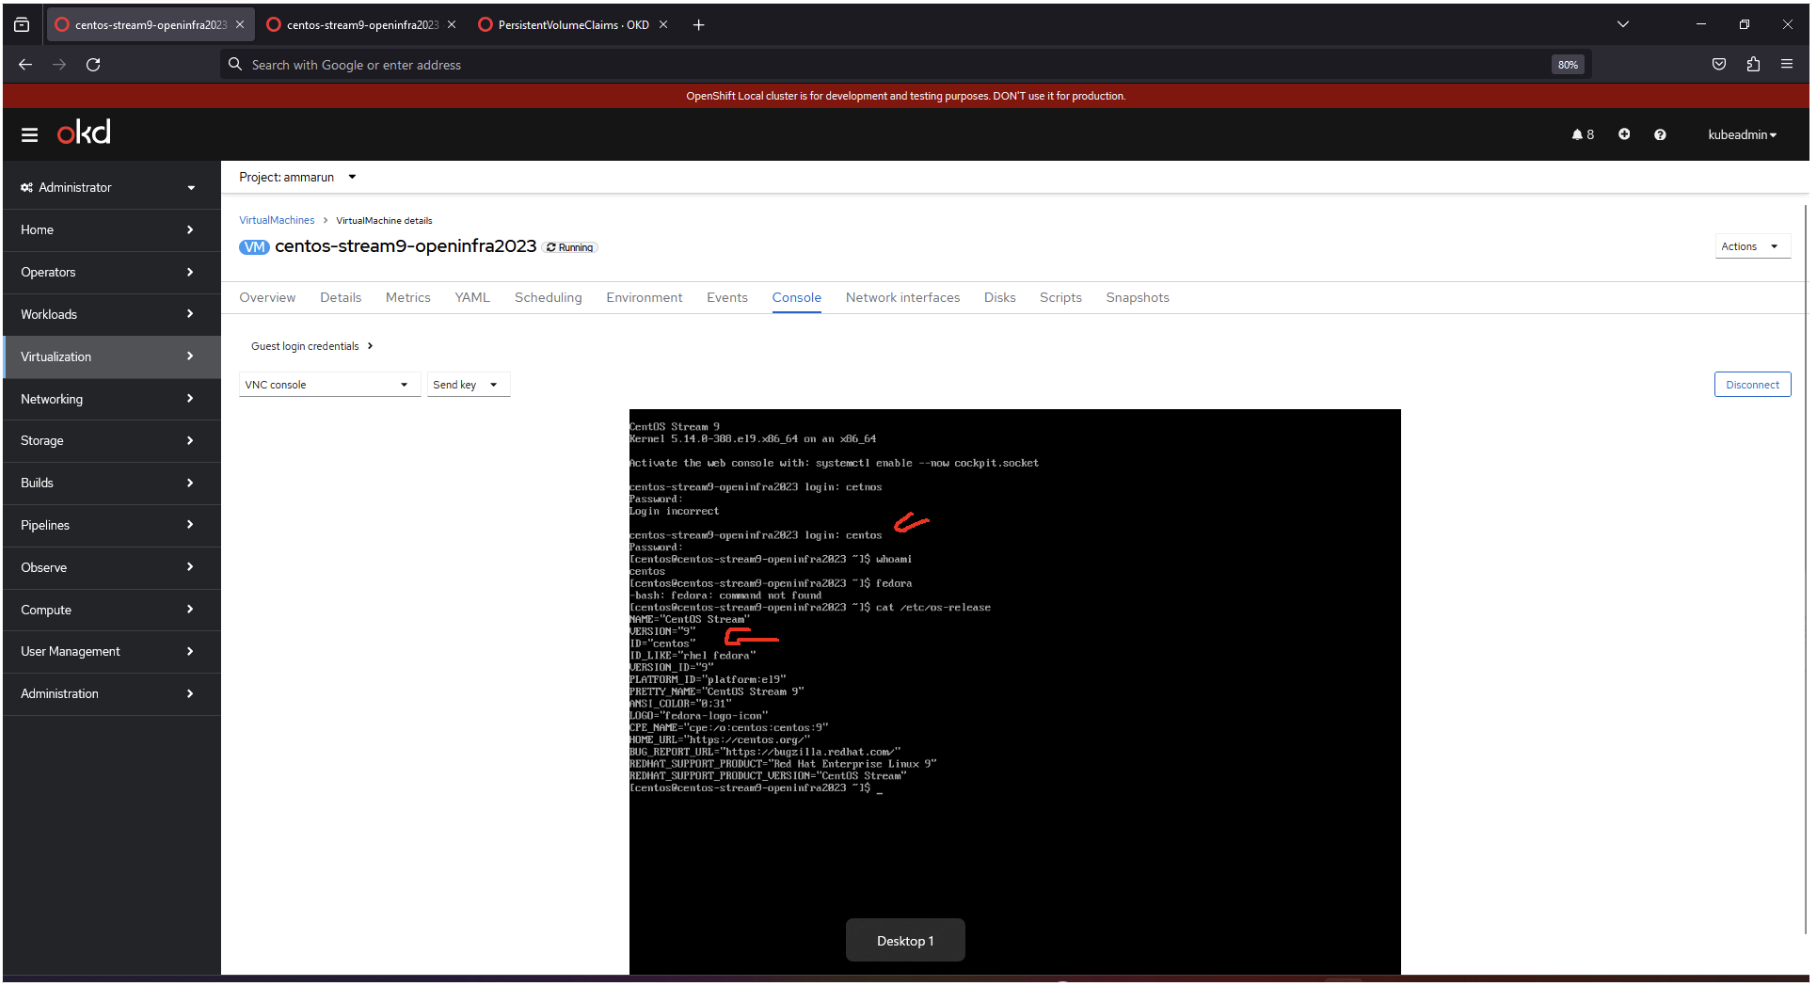 centos-stream9-openinfra2023
centos-stream9-openinfra2023
PersistentVolumeClaims · OKD
Search with Google or enter address
80%
OpenShift Local cluster is for development and testing purposes. DON'T use it for production.
okd
8
kubeadmin
Administrator
Home
Operators
Workloads
Virtualization
Networking
Storage
Builds
Pipelines
Observe
Compute
User Management
Administration
Project: ammarun
VirtualMachines > VirtualMachine details
VM centos-stream9-openinfra2023 Running
Actions
Overview Details Metrics YAML Scheduling Environment Events Console Network interfaces Disks Scripts Snapshots
Guest login credentials
VNC console Send key
Disconnect
CentOS Stream 9
Kernel 5.14.0-388.el9.x86_64 on an x86_64
Activate the web console with: systemctl enable --now cockpit.socket
centos-stream9-openinfra2023 login: cetnos
Password:
Login incorrect
centos-stream9-openinfra2023 login: centos
Password:
[centos@centos-stream9-openinfra2023 ~]$ whoami
centos
[centos@centos-stream9-openinfra2023 ~]$ fedora
-bash: fedora: command not found
[centos@centos-stream9-openinfra2023 ~]$ cat /etc/os-release
NAME="CentOS Stream"
VERSION="9"
ID="centos"
ID_LIKE="rhel fedora"
VERSION_ID="9"
PLATFORM_ID="platform:el9"
PRETTY_NAME="CentOS Stream 9"
ANSI_COLOR="0;31"
LOGO="fedora-logo-icon"
CPE_NAME="cpe:/o:centos:centos:9"
HOME_URL="https://centos.org/"
BUG_REPORT_URL="https://bugzilla.redhat.com/"
REDHAT_SUPPORT_PRODUCT="Red Hat Enterprise Linux 9"
REDHAT_SUPPORT_PRODUCT_VERSION="CentOS Stream"
[centos@centos-stream9-openinfra2023 ~]$ _
Desktop 1